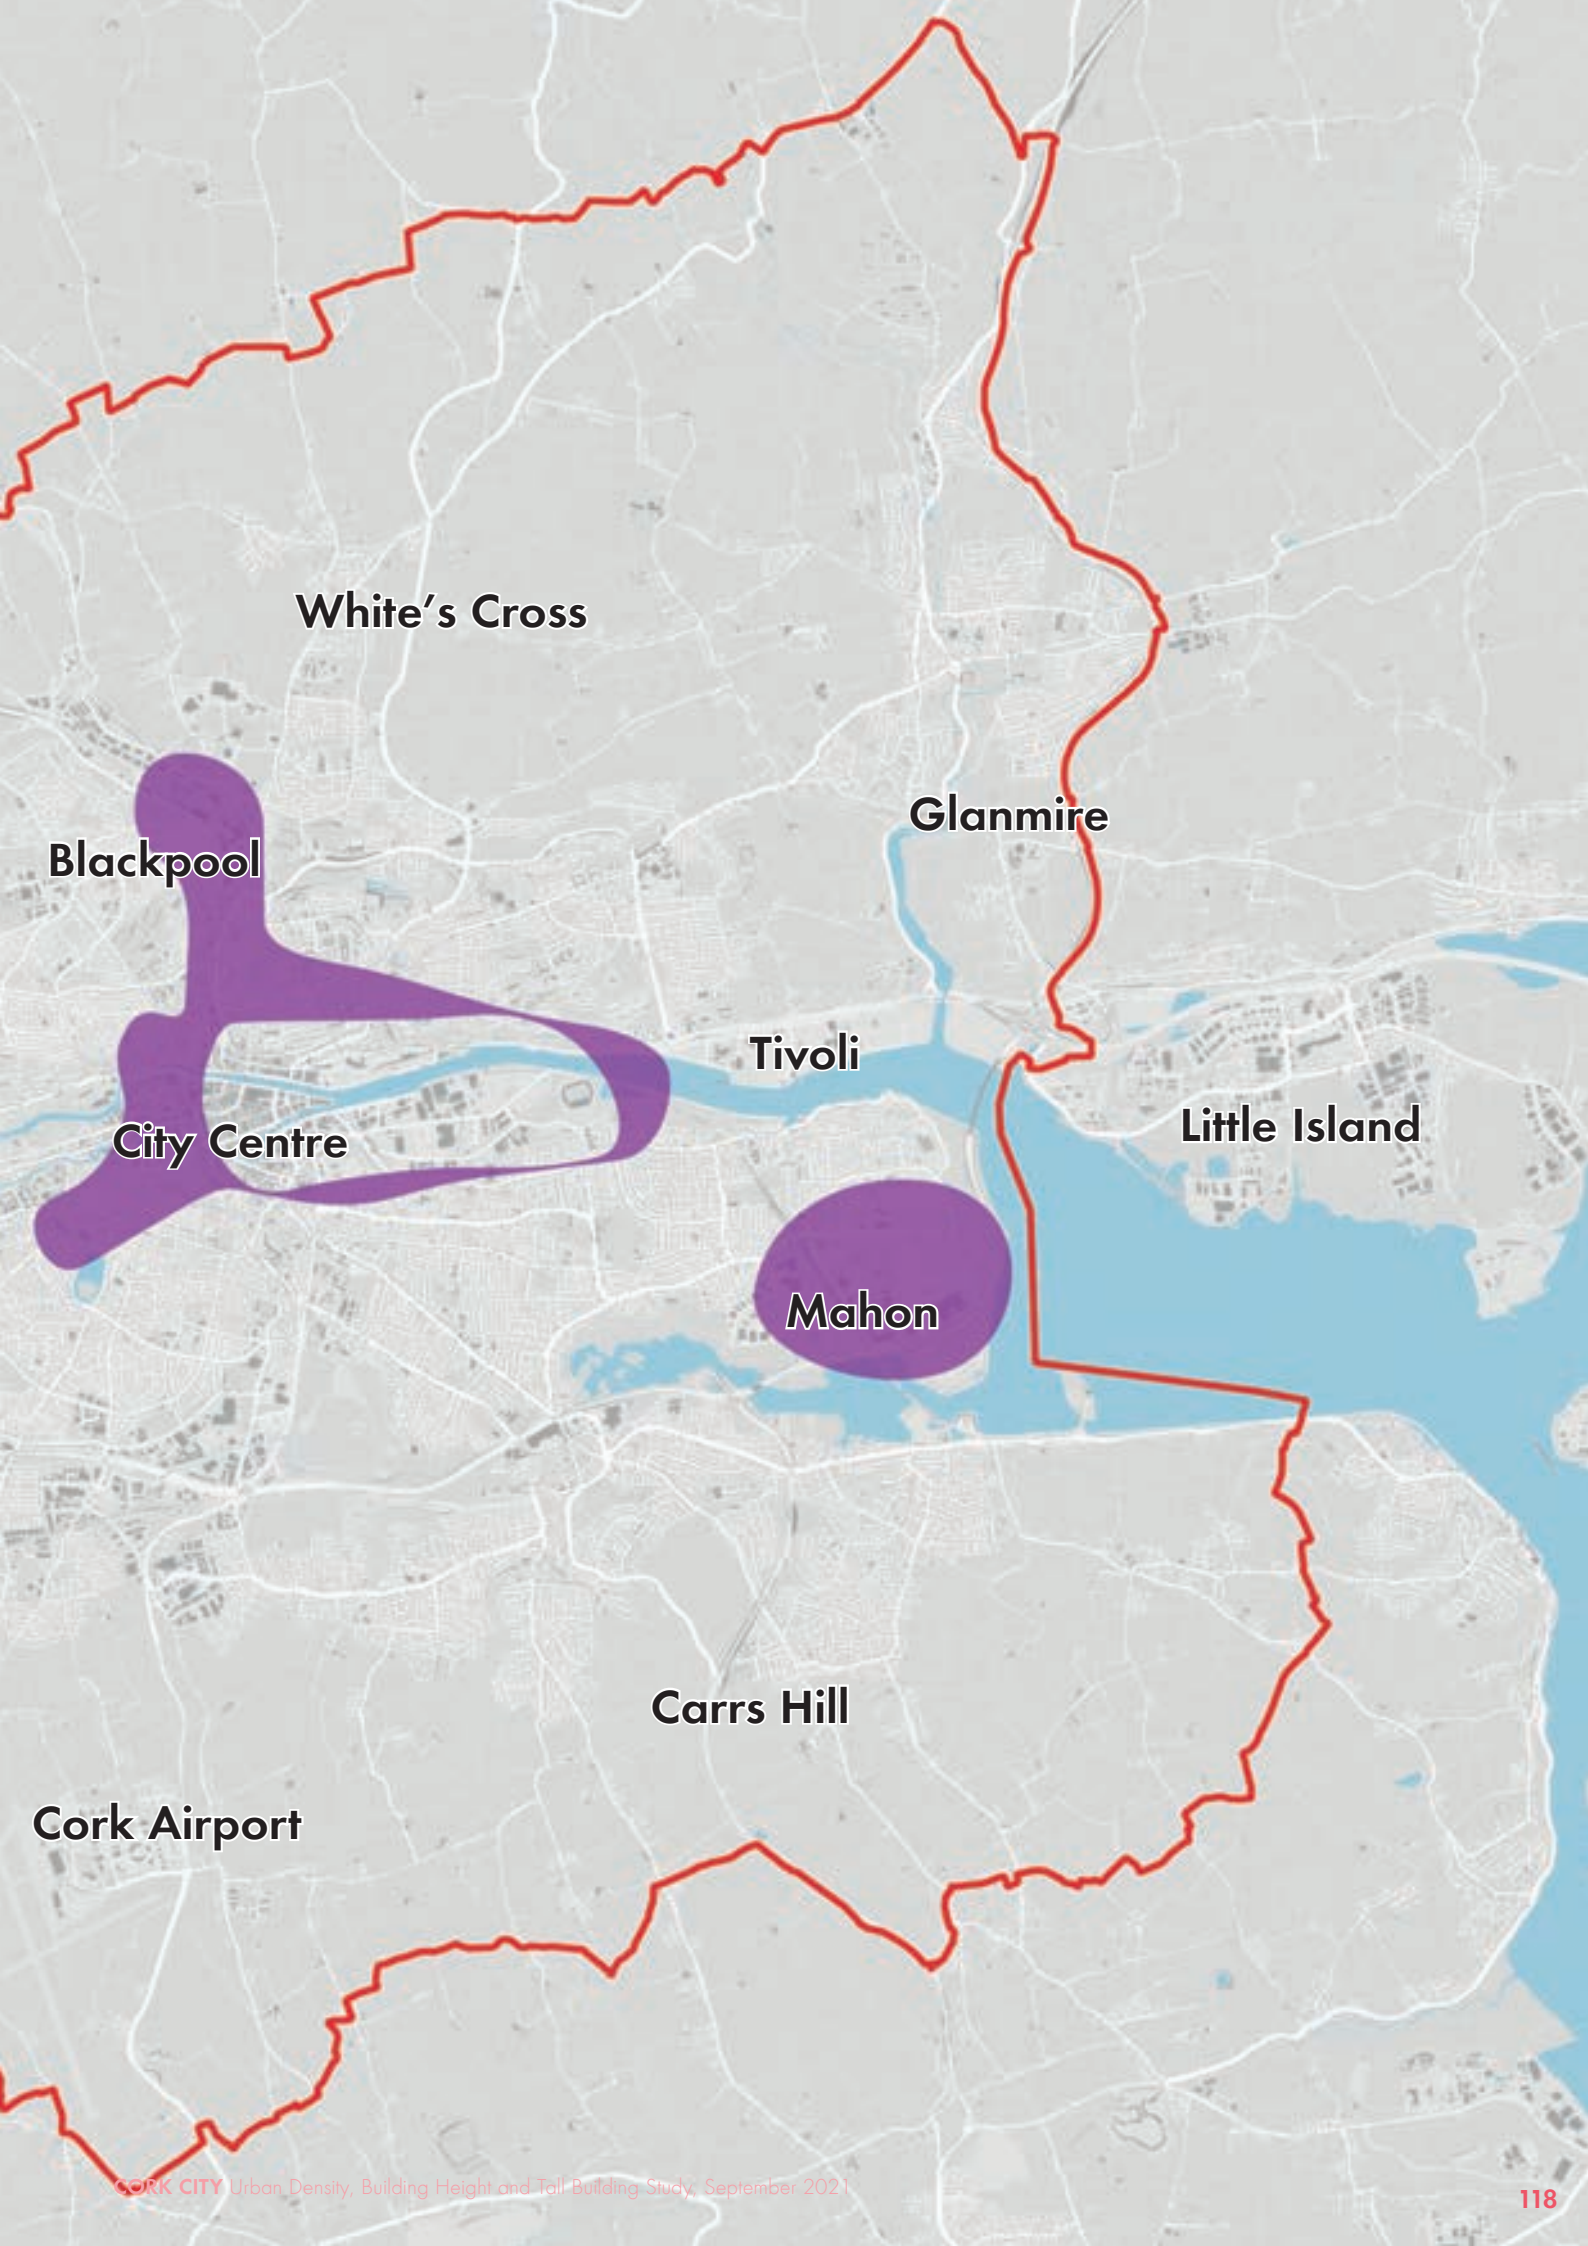 White's Cross
Glanmire
Blackpool
Tivoli
Little Island
City Centre
Mahon
Carrs Hill
Cork Airport
CORK CITY Urban Density, Building Height and Tall Building Study, September 2021
118